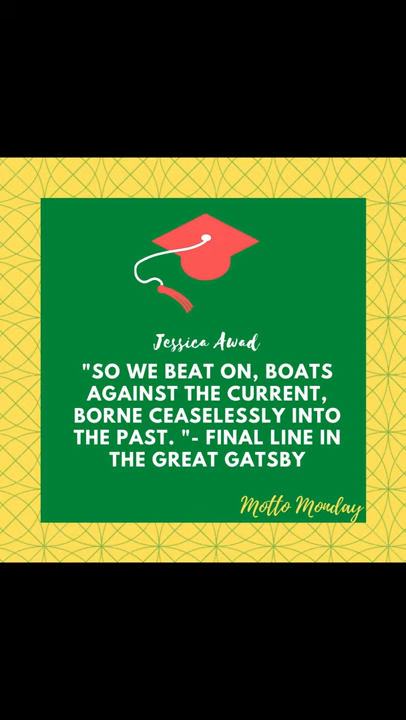 Jessica Awad
"SO WE BEAT ON, BOATS
AGAINST THE CURRENT,
BORNE CEASELESSLY INTO
THE PAST. "- FINAL LINE IN
THE GREAT GATSBY
Motto Monday